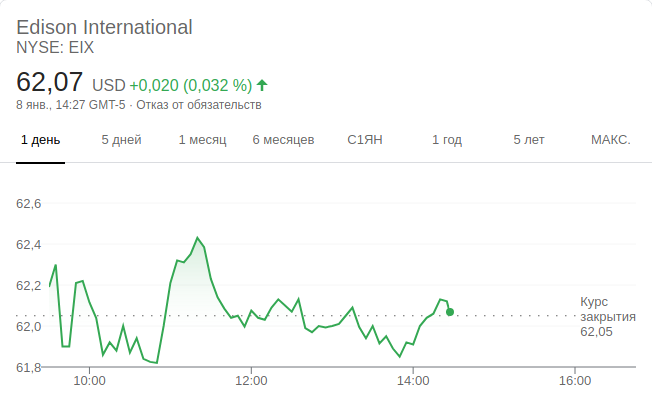 Edison International
NYSE: EIX
62,07 USD +0,020 (0,032 %)
8 янв., 14:27 GMT-5 · Отказ от обязательств
1 день 5 дней 1 месяц 6 месяцев С1ЯН 1 год 5 лет МАКС.
62,6
62,4
62,2
62,0
61,8
Курс
закрытия
62,05
10:00 12:00 14:00 16:00